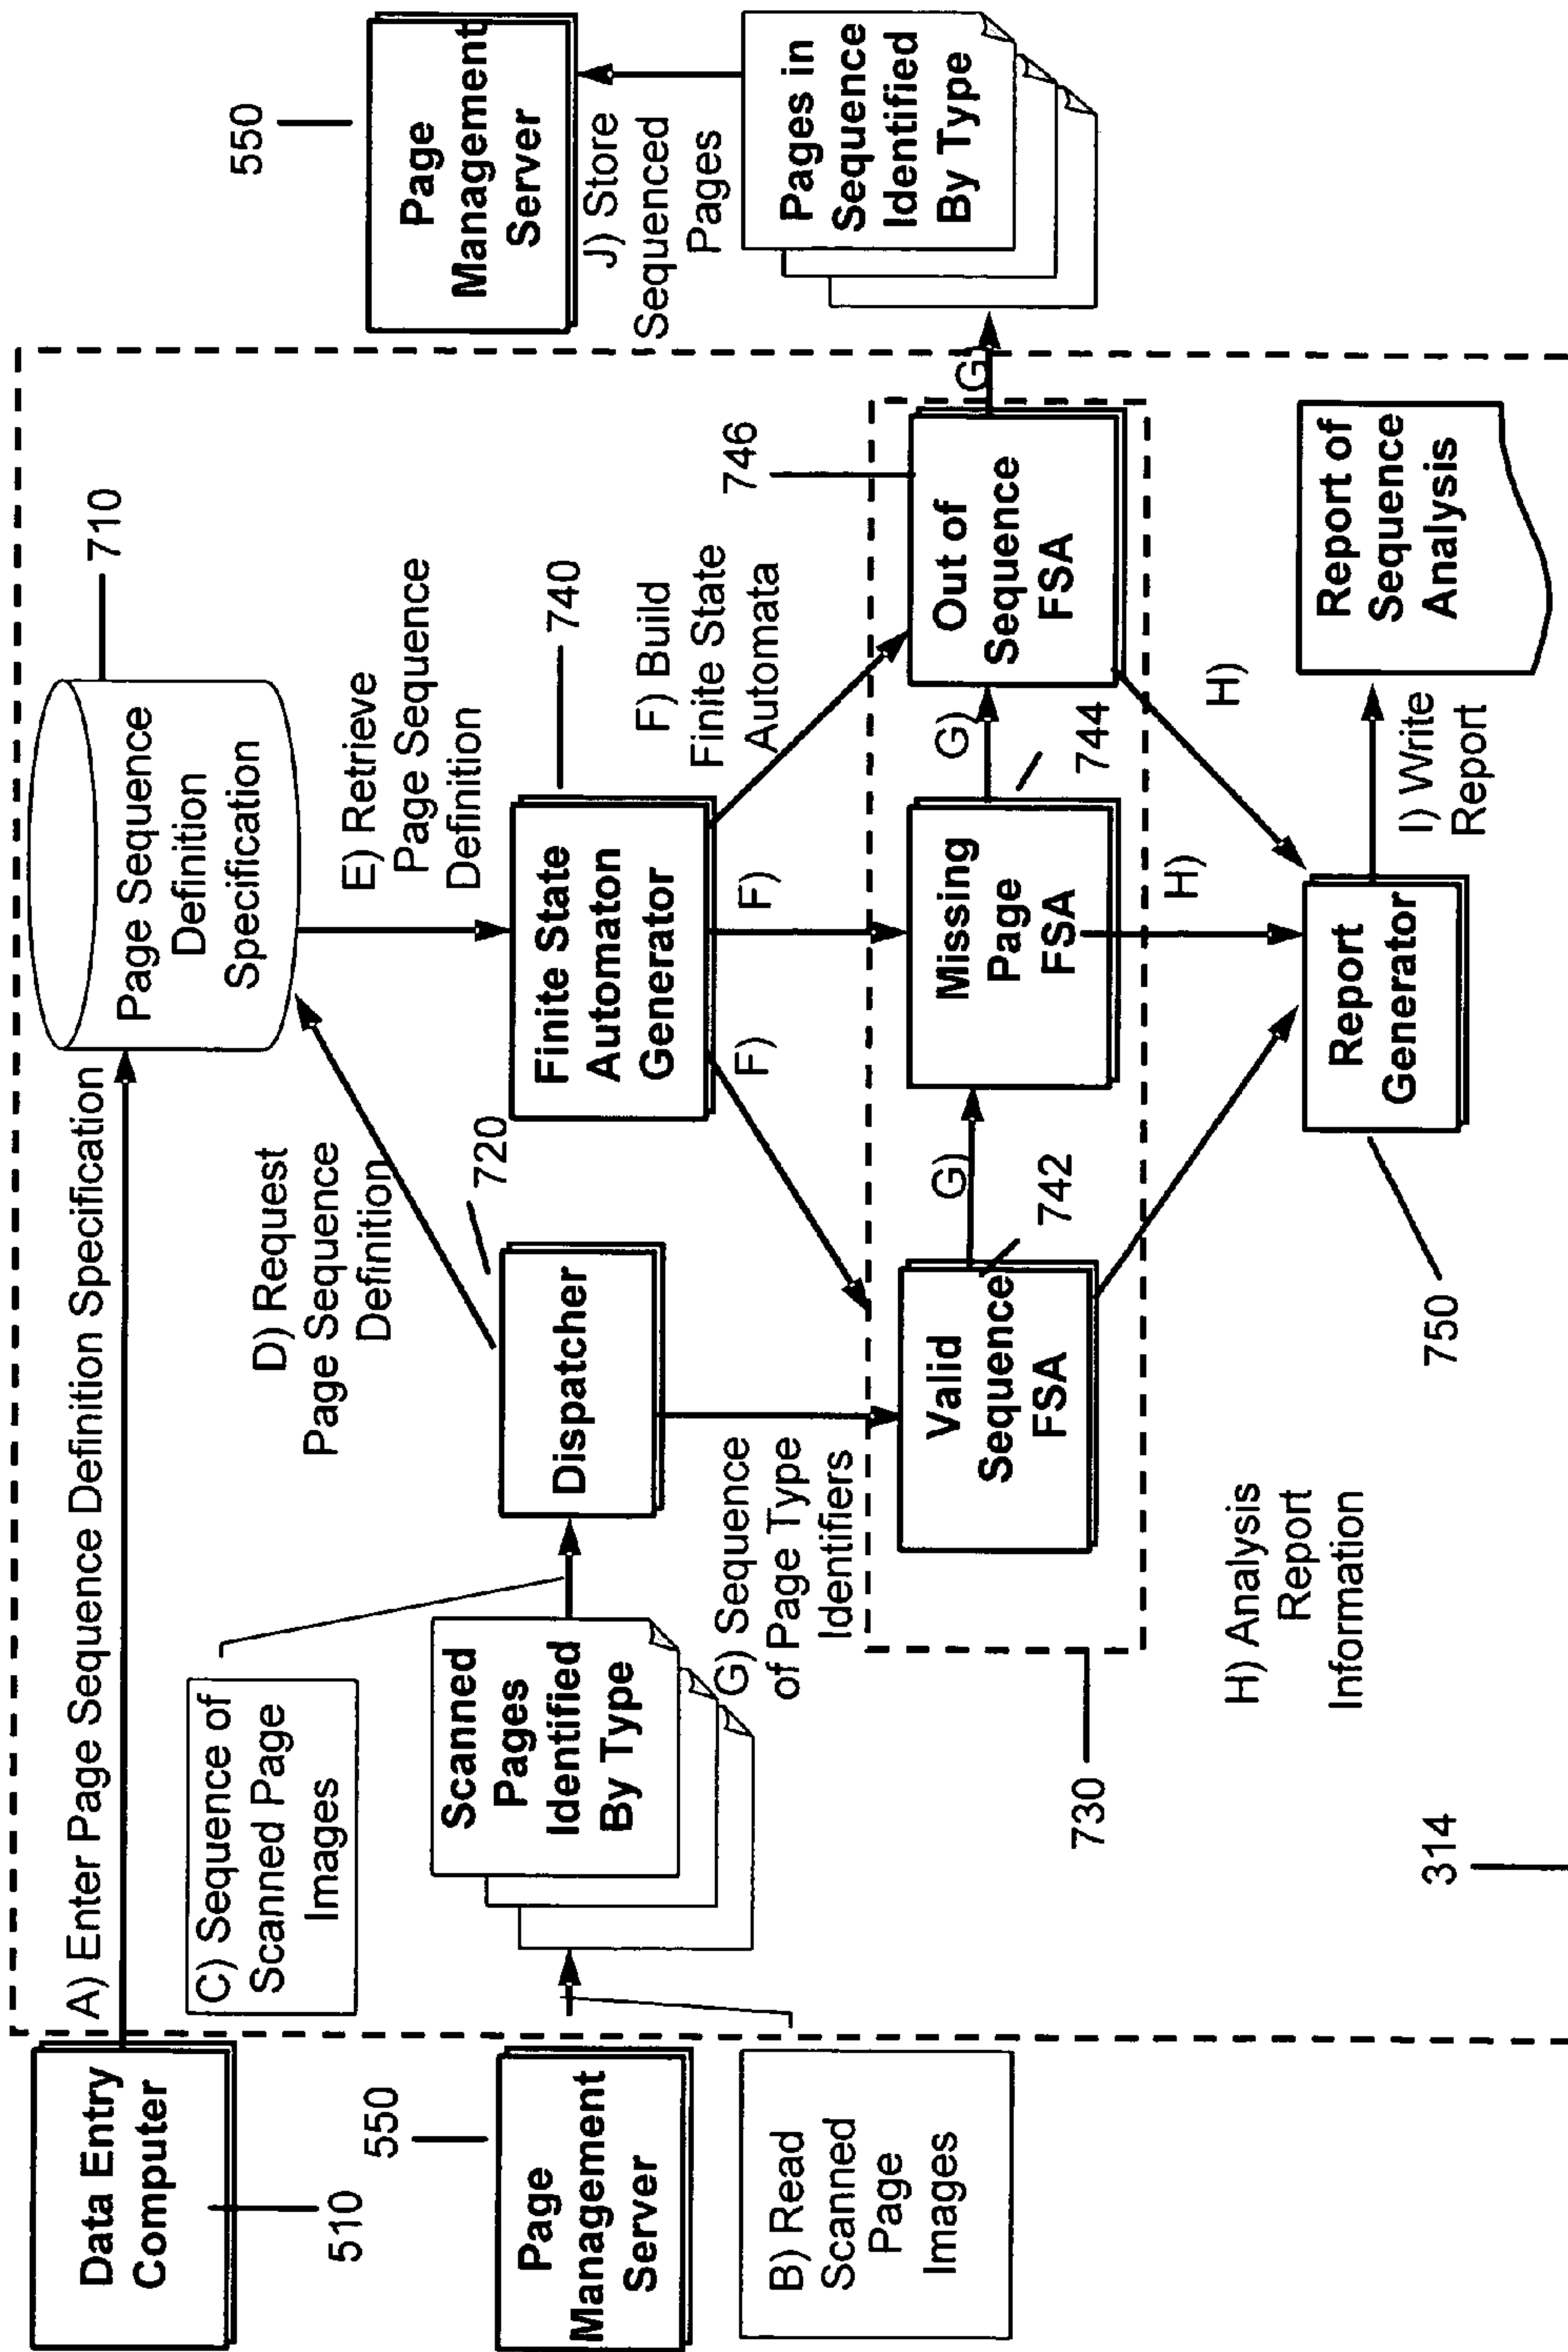 Data Entry
Computer
510
A) Enter Page Sequence Definition Specification
Page Sequence
Definition
Specification
710
550
Page
Management
Server
C) Sequence of
Scanned Page
Images
D) Request
Page Sequence
Definition
720
E) Retrieve
Page Sequence
Definition
740
550
Page
Management
Server
B) Read
Scanned
Page
Images
Scanned
Pages
Identified
By Type
Dispatcher
Finite State
Automaton
Generator
F) Build
Finite State
Automata
F)
F)
J) Store
Sequenced
Pages
G) Sequence
of Page Type
Identifiers
746
Valid
Sequence
FSA
G)
742
Missing
Page
FSA
G)
744
Out of
Sequence
FSA
G
Pages in
Sequence
Identified
By Type
730
H) Analysis
Report
Information
H)
H)
750
Report
Generator
I) Write
Report
Report of
Sequence
Analysis
314